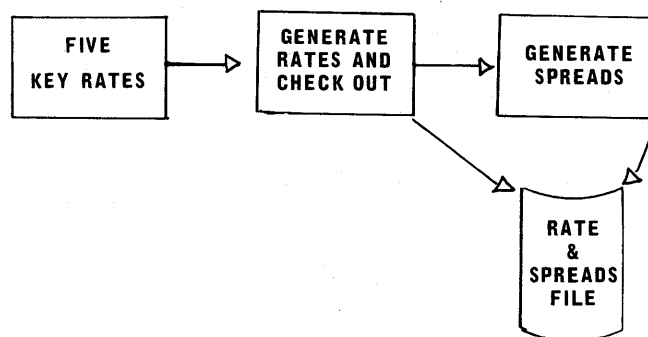 FIVE
KEY RATES
GENERATE
RATES AND
CHECK OUT
GENERATE
SPREADS
RATE
&
SPREADS
FILE